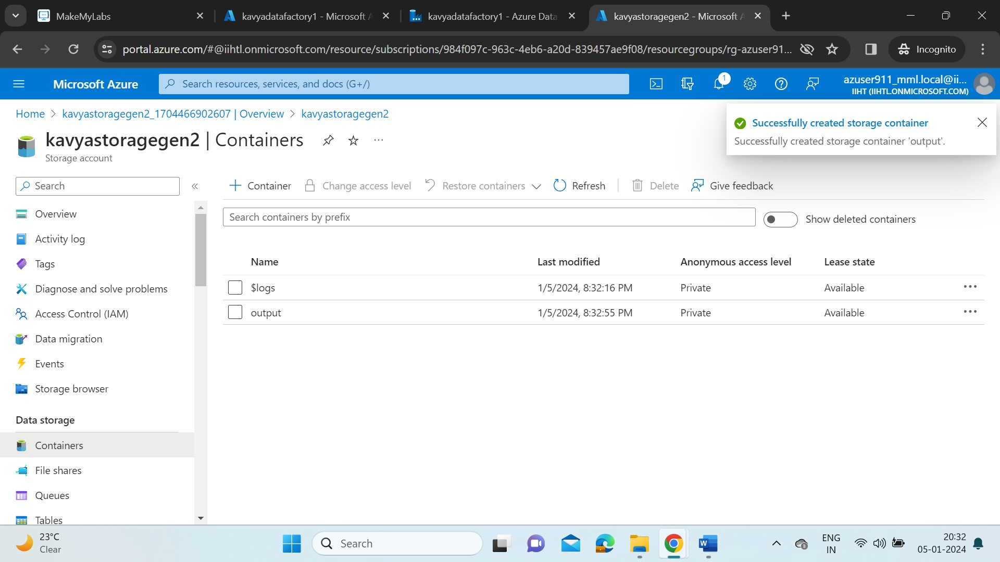 MakeMyLabs
kavyadatafactory1 - Microsoft A
kavyadatafactory1 - Azure Data
kavyastoragegen2 - Microsoft A
portal.azure.com/#@iihtl.onmicrosoft.com/resource/subscriptions/984f097c-963c-4eb6-a20d-839457ae9f08/resourcegroups/rg-azuser91...
Incognito
Microsoft Azure
Search resources, services, and docs (G+/)
1
azuser911_mml.local@ii...
IIHT (IIHTL.ONMICROSOFT.COM)
Home > kavyastoragegen2_1704466902607 | Overview > kavyastoragegen2
Successfully created storage container
Successfully created storage container 'output'.
kavyastoragegen2 | Containers
Storage account
Search
Container
Change access level
Restore containers
Refresh
Delete
Give feedback
Search containers by prefix
Show deleted containers
Name Last modified Anonymous access level Lease state
$logs 1/5/2024, 8:32:16 PM Private Available
output 1/5/2024, 8:32:55 PM Private Available
Overview
Activity log
Tags
Diagnose and solve problems
Access Control (IAM)
Data migration
Events
Storage browser
Data storage
Containers
File shares
Queues
Tables
23°C
Clear
Search
W
ENG
IN
20:32
05-01-2024